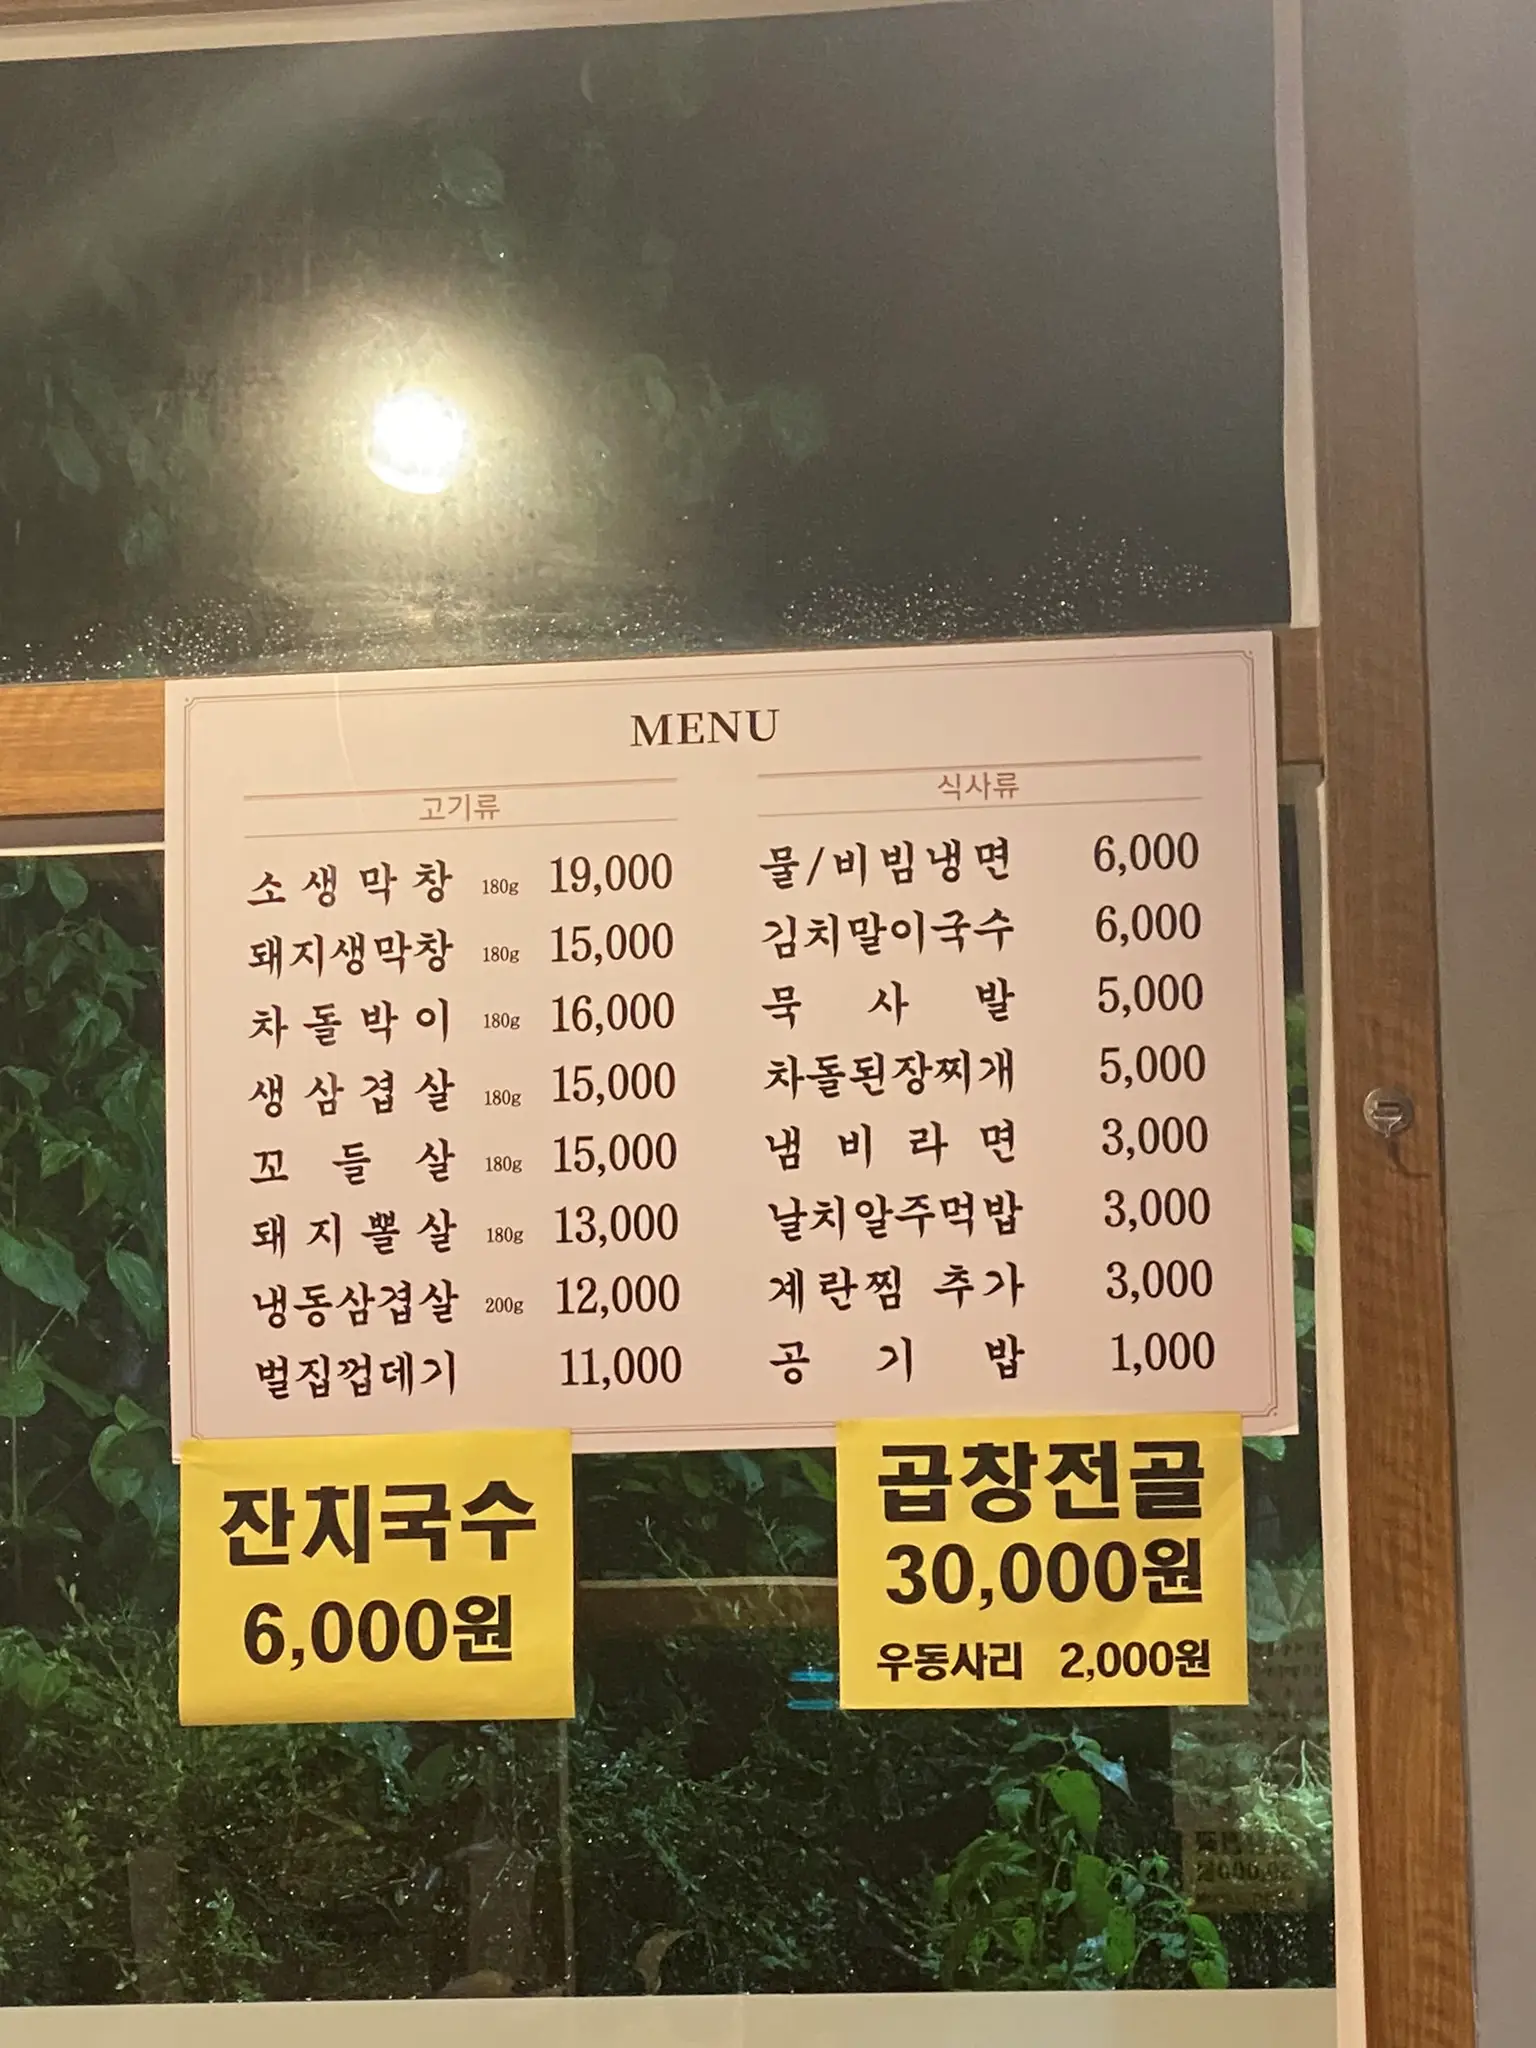 MENU
고기류
소생막창 180g 19,000
돼지생막창 180g 15,000
차돌박이 180g 16,000
생삼겹살 180g 15,000
꼬들살 180g 15,000
돼지뽈살 180g 13,000
냉동삼겹살 200g 12,000
벌집껍데기 11,000
식사류
물/비빔냉면 6,000
김치말이국수 6,000
묵사발 5,000
차돌된장찌개 5,000
냄비라면 3,000
날치알주먹밥 3,000
계란찜 추가 3,000
공기밥 1,000
잔치국수
6,000원
곱창전골
30,000원
우동사리 2,000원